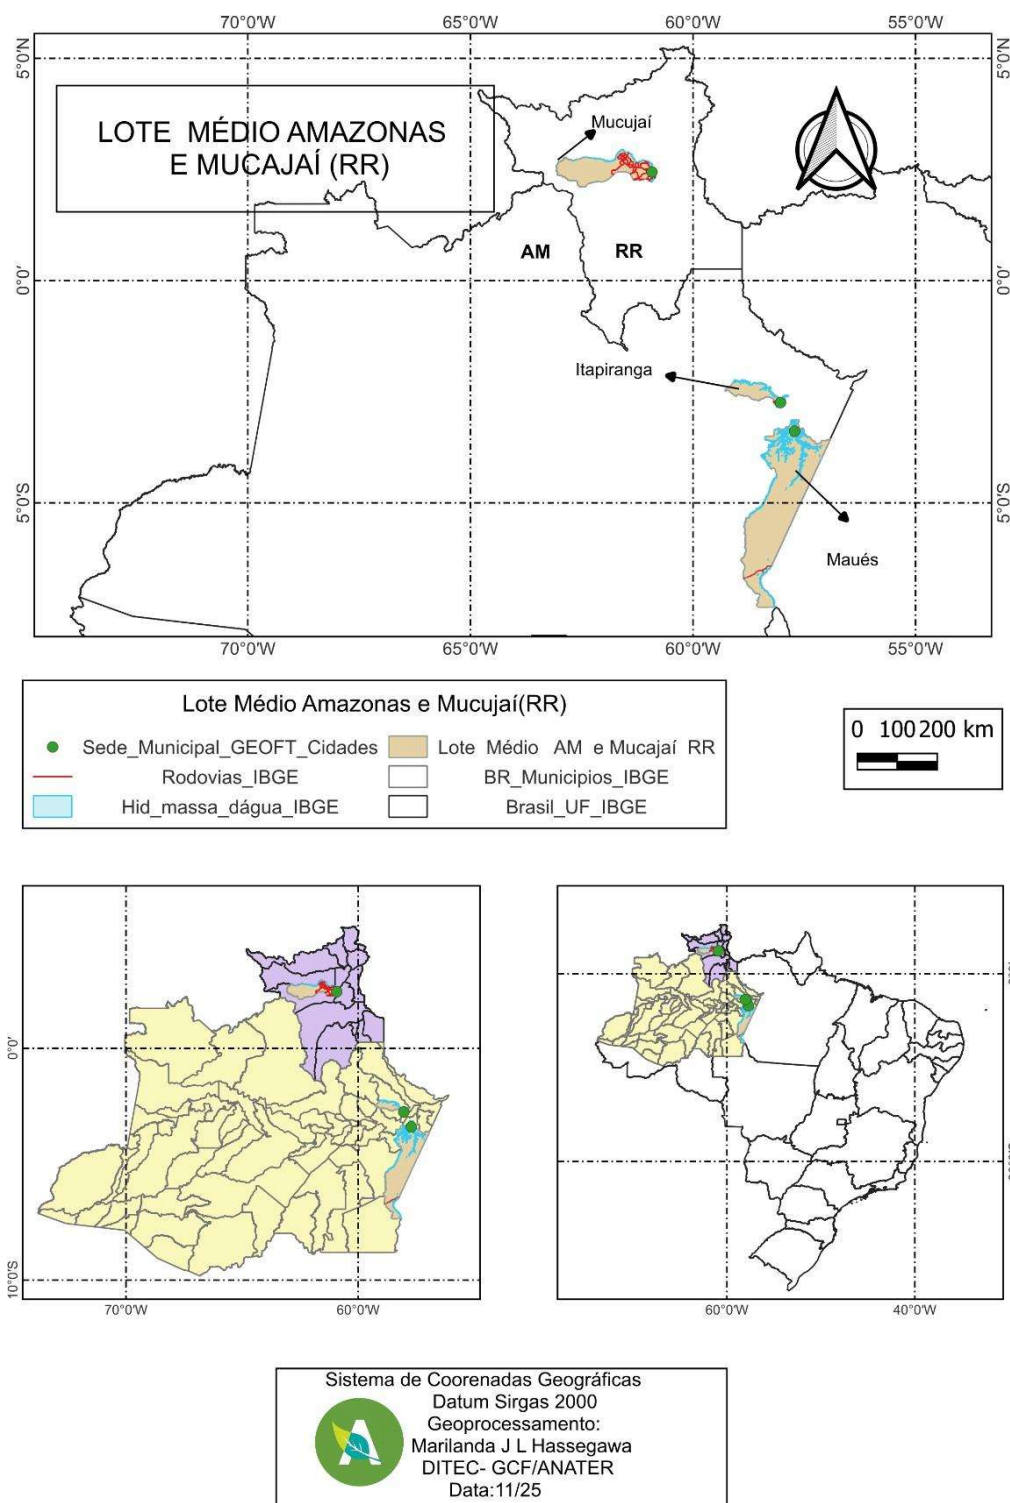 70°0'W 65°0'W 60°0'W 55°0'W
5°0'N
5°0'N
LOTE MÉDIO AMAZONAS
E MUCAJAÍ (RR)
Mucujaí
AM
RR
0°0'
0°0'
Itapiranga
5°0'S
5°0'S
Maués
70°0'W 65°0'W 60°0'W 55°0'W
Lote Médio Amazonas e Mucujaí(RR)
Sede_Municipal_GEOFT_Cidades
Lote Médio AM e Mucajaí RR
Rodovias_IBGE
BR_Municipios_IBGE
Hid_massa_dágua_IBGE
Brasil_UF_IBGE
0 100 200 km
0°0'
10°0'S
70°0'W 60°0'W
60°0'W 40°0'W
Sistema de Coorenadas Geográficas
Datum Sirgas 2000
Geoprocessamento:
Marilanda J L Hassegawa
DITEC- GCF/ANATER
Data:11/25
A